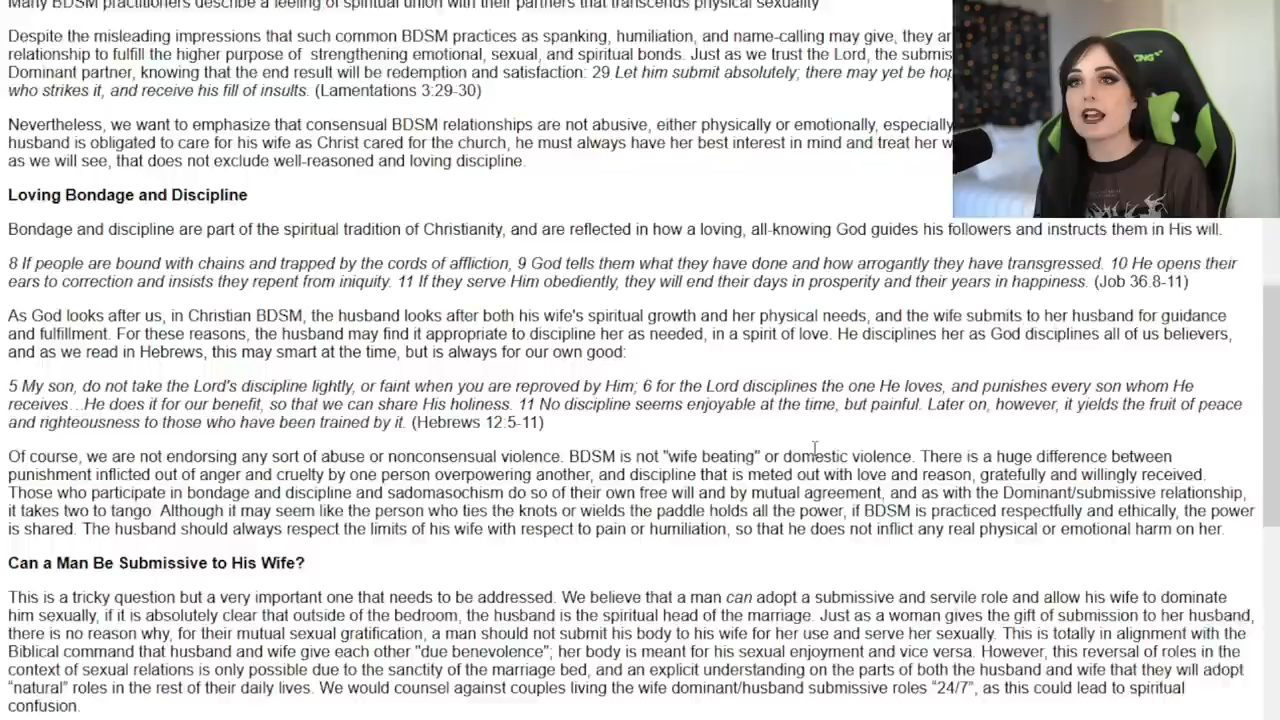 Many BDSM practitioners describe a feeling of spiritual union with their partners that transcends physical sexuality
Despite the misleading impressions that such common BDSM practices as spanking, humiliation, and name-calling may give, they ar
relationship to fulfill the higher purpose of strengthening emotional, sexual, and spiritual bonds. Just as we trust the Lord, the submis
Dominant partner, knowing that the end result will be redemption and satisfaction: 29 Let him submit absolutely; there may yet be hop
who strikes it, and receive his fill of insults. (Lamentations 3:29-30)
Nevertheless, we want to emphasize that consensual BDSM relationships are not abusive, either physically or emotionally, especially
husband is obligated to care for his wife as Christ cared for the church, he must always have her best interest in mind and treat her w
as we will see, that does not exclude well-reasoned and loving discipline.
Loving Bondage and Discipline
Bondage and discipline are part of the spiritual tradition of Christianity, and are reflected in how a loving, all-knowing God guides his followers and instructs them in His will.
8 If people are bound with chains and trapped by the cords of affliction, 9 God tells them what they have done and how arrogantly they have transgressed. 10 He opens their
ears to correction and insists they repent from iniquity. 11 If they serve Him obediently, they will end their days in prosperity and their years in happiness. (Job 36.8-11)
As God looks after us, in Christian BDSM, the husband looks after both his wife's spiritual growth and her physical needs, and the wife submits to her husband for guidance
and fulfillment. For these reasons, the husband may find it appropriate to discipline her as needed, in a spirit of love. He disciplines her as God disciplines all of us believers,
and as we read in Hebrews, this may smart at the time, but is always for our own good:
5 My son, do not take the Lord's discipline lightly, or faint when you are reproved by Him; 6 for the Lord disciplines the one He loves, and punishes every son whom He
receives…He does it for our benefit, so that we can share His holiness. 11 No discipline seems enjoyable at the time, but painful. Later on, however, it yields the fruit of peace
and righteousness to those who have been trained by it. (Hebrews 12:5-11)
Of course, we are not endorsing any sort of abuse or nonconsensual violence. BDSM is not "wife beating" or domestic violence. There is a huge difference between
punishment inflicted out of anger and cruelty by one person overpowering another, and discipline that is meted out with love and reason, gratefully and willingly received.
Those who participate in bondage and discipline and sadomasochism do so of their own free will and by mutual agreement, and as with the Dominant/submissive relationship,
it takes two to tango Although it may seem like the person who ties the knots or wields the paddle holds all the power, if BDSM is practiced respectfully and ethically, the power
is shared. The husband should always respect the limits of his wife with respect to pain or humiliation, so that he does not inflict any real physical or emotional harm on her.
Can a Man Be Submissive to His Wife?
This is a tricky question but a very important one that needs to be addressed. We believe that a man can adopt a submissive and servile role and allow his wife to dominate
him sexually, if it is absolutely clear that outside of the bedroom, the husband is the spiritual head of the marriage. Just as a woman gives the gift of submission to her husband,
there is no reason why, for their mutual sexual gratification, a man should not submit his body to his wife for her use and serve her sexually. This is totally in alignment with the
Biblical command that husband and wife give each other "due benevolence"; her body is meant for his sexual enjoyment and vice versa. However, this reversal of roles in the
context of sexual relations is only possible due to the sanctity of the marriage bed, and an explicit understanding on the parts of both the husband and wife that they will adopt
“natural” roles in the rest of their daily lives. We would counsel against couples living the wife dominant/husband submissive roles “24/7”, as this could lead to spiritual
confusion.